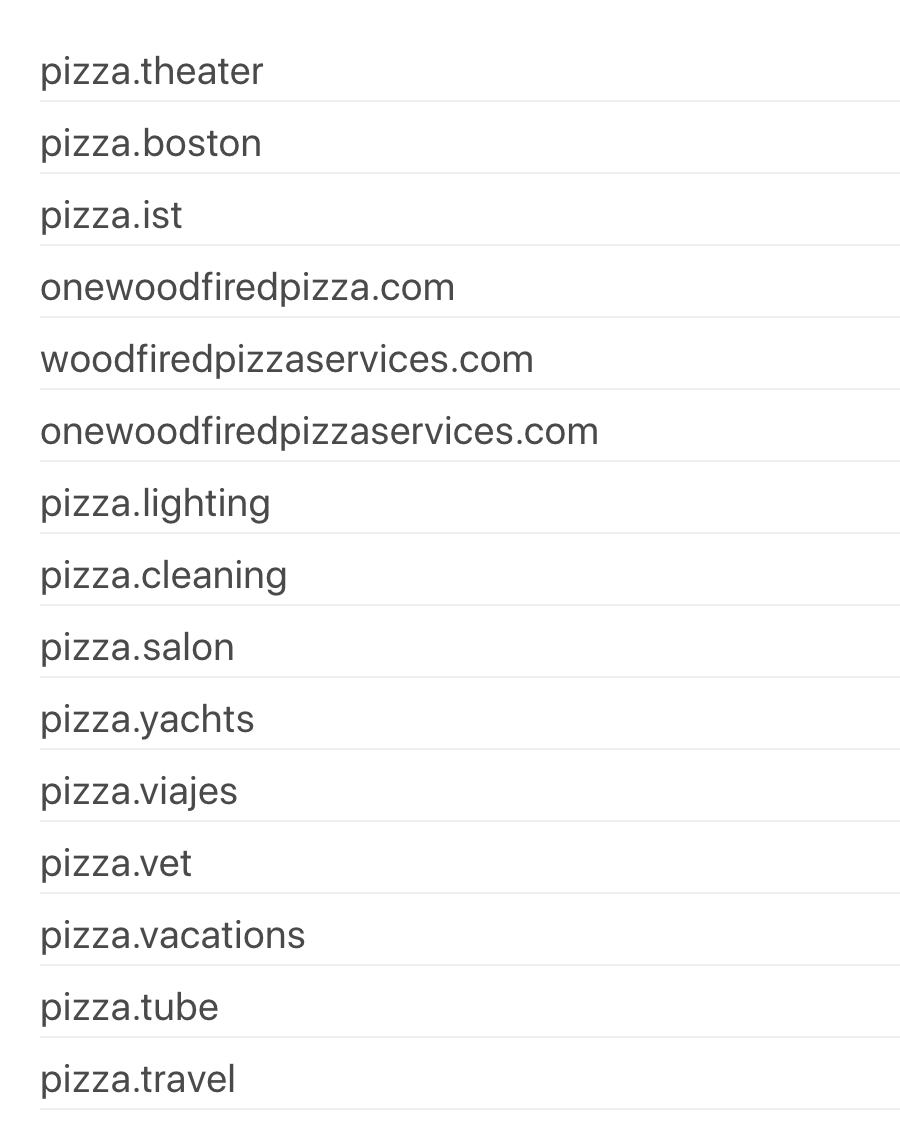 pizza.theater
pizza.boston
pizza.ist
onewoodfiredpizza.com
woodfiredpizzaservices.com
onewoodfiredpizzaservices.com
pizza.lighting
pizza.cleaning
pizza.salon
pizza.yachts
pizza.viajes
pizza.vet
pizza.vacations
pizza.tube
pizza.travel